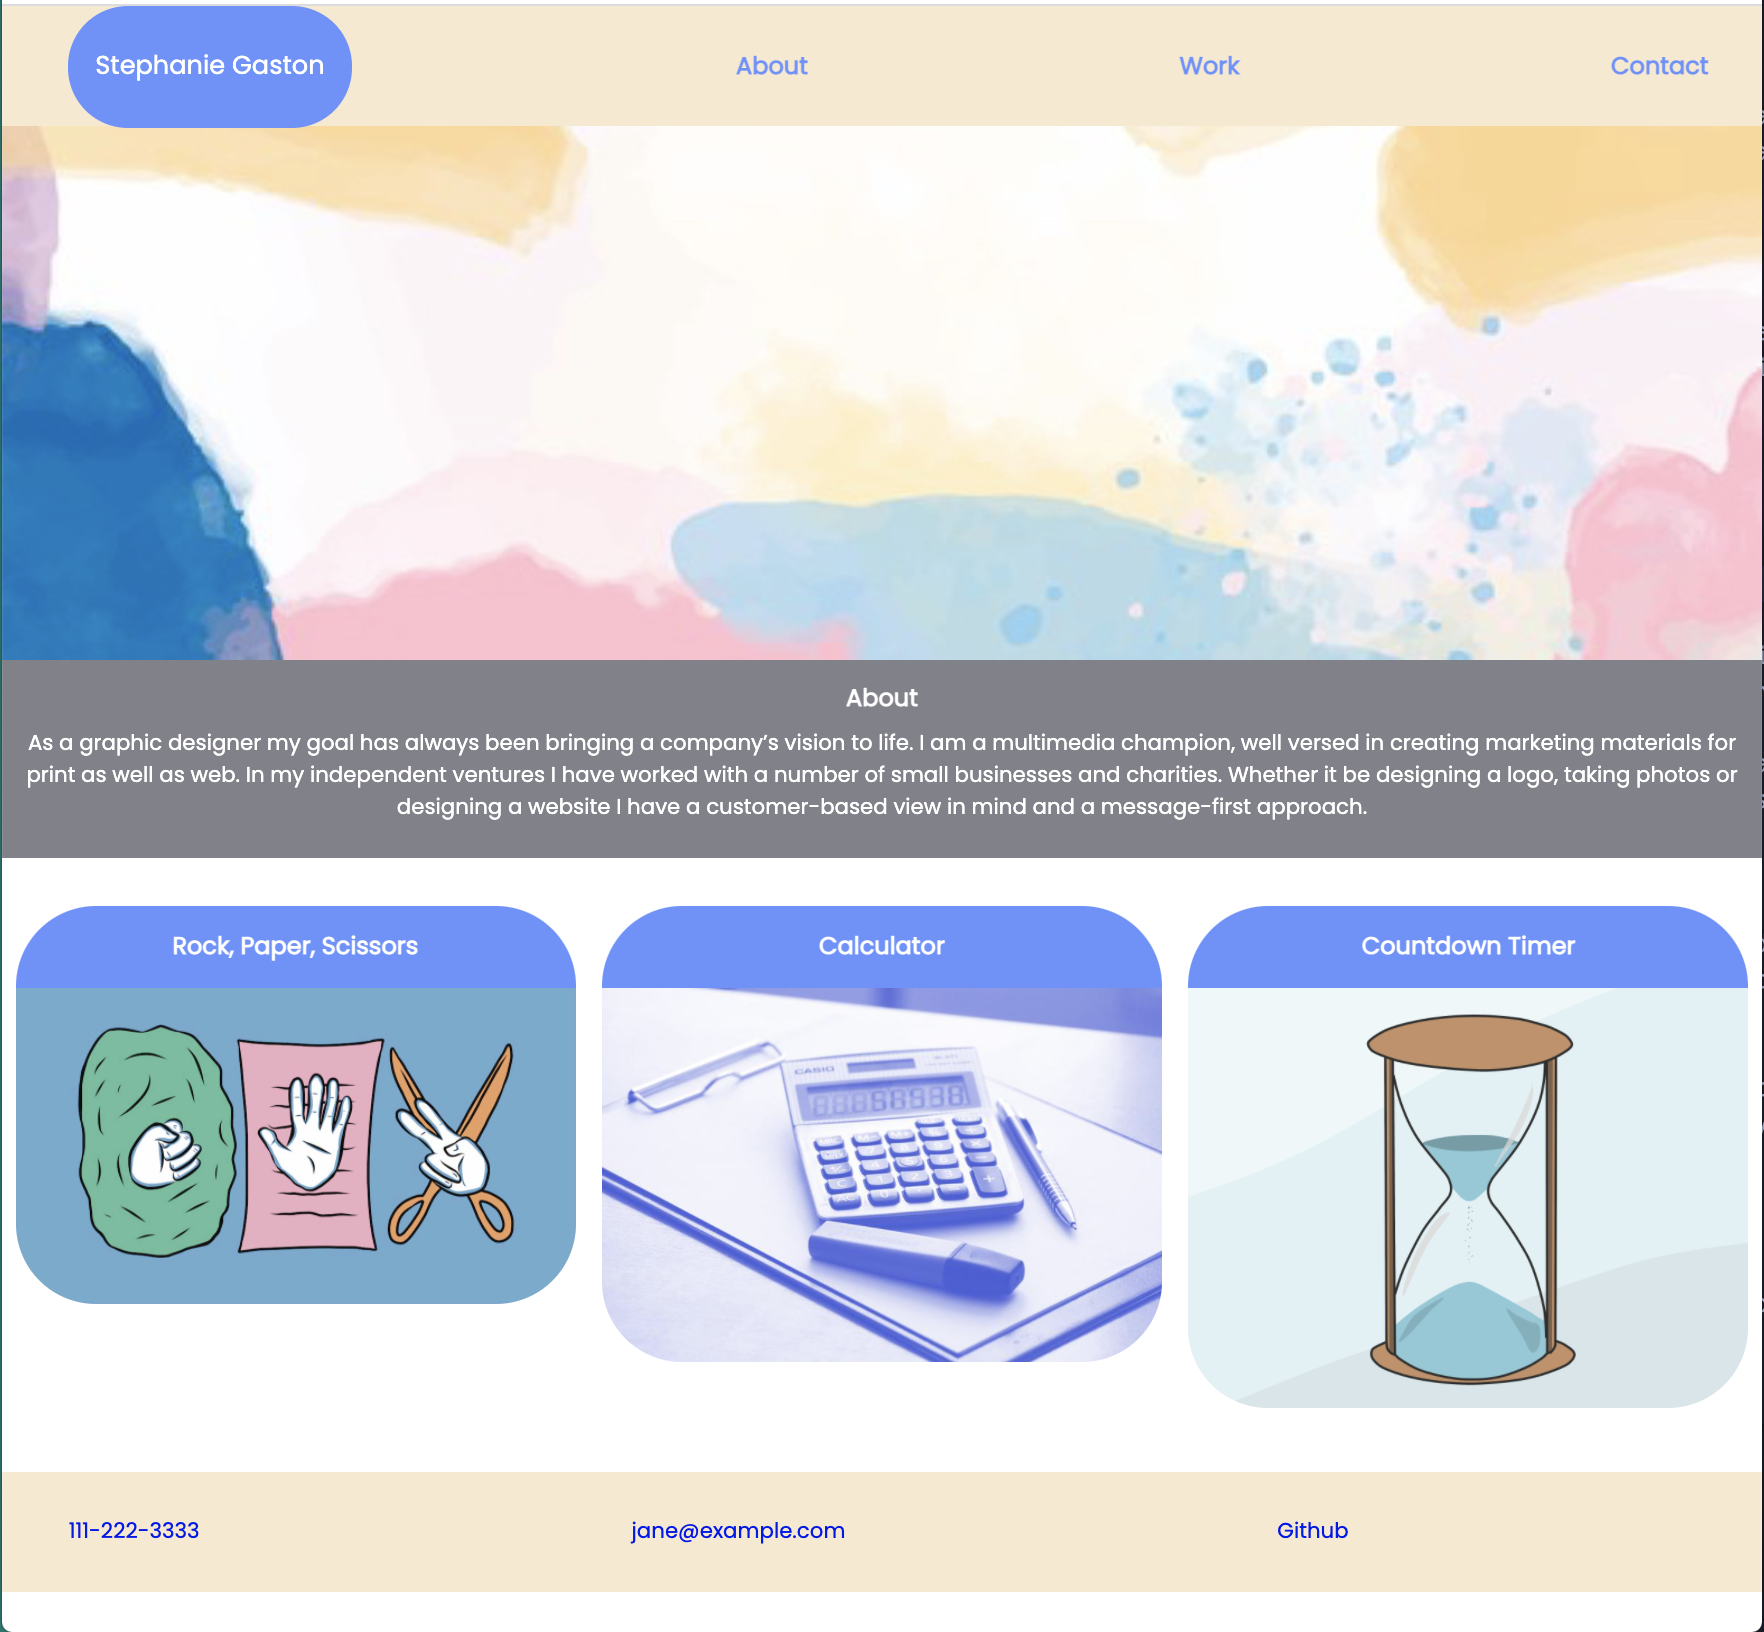 Stephanie Gaston
About
Work
Contact
About
As a graphic designer my goal has always been bringing a company’s vision to life. I am a multimedia champion, well versed in creating marketing materials for
print as well as web. In my independent ventures I have worked with a number of small businesses and charities. Whether it be designing a logo, taking photos or
designing a website I have a customer-based view in mind and a message-first approach.
Rock, Paper, Scissors
Calculator
Countdown Timer
CASIO
111-222-3333
jane@example.com
Github